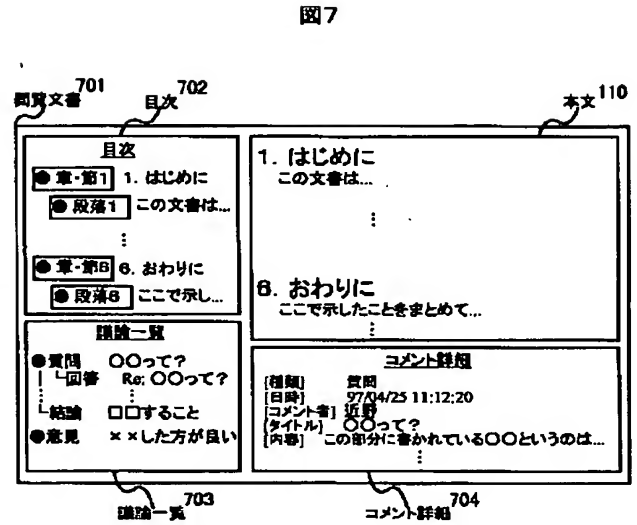 図7
閲覧文書 701
目次 702
本文 110
目次
● 章・節1 1. はじめに
● 段落1 この文書は...
● 章・節6 6. おわりに
● 段落6 ここで示し...
1. はじめに
この文書は...
6. おわりに
ここで示したことをまとめて...
議論一覧
●質問 〇〇って?
回答 Re: 〇〇って?
結論 □□すること
●意見 ××した方が良い
コメント詳細
[種類] 質問
[日時] 97/04/25 11:12:20
[コメント者] 近野
[タイトル] 〇〇って?
[内容] この部分に書かれている〇〇というのは...
議論一覧 703
コメント詳細 704